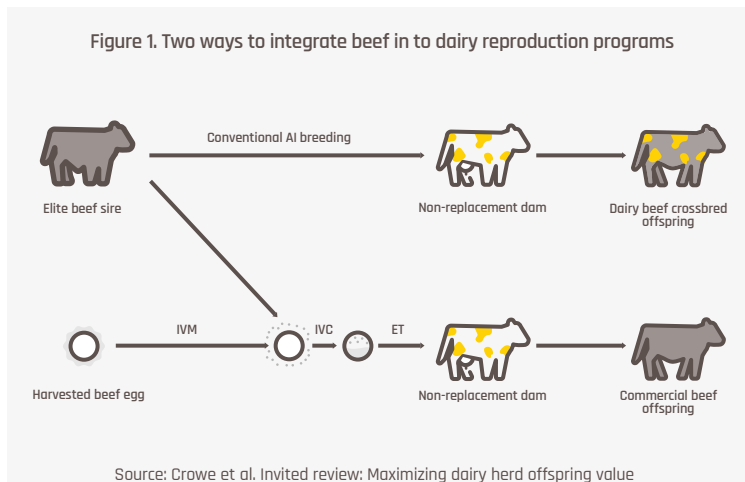 Figure 1. Two ways to integrate beef in to dairy reproduction programs
Conventional AI breeding
Elite beef sire
Non-replacement dam
Dairy beef crossbred
offspring
IVM
IVC
ET
Harvested beef egg
Non-replacement dam
Commercial beef
offspring
Source: Crowe et al. Invited review: Maximizing dairy herd offspring value